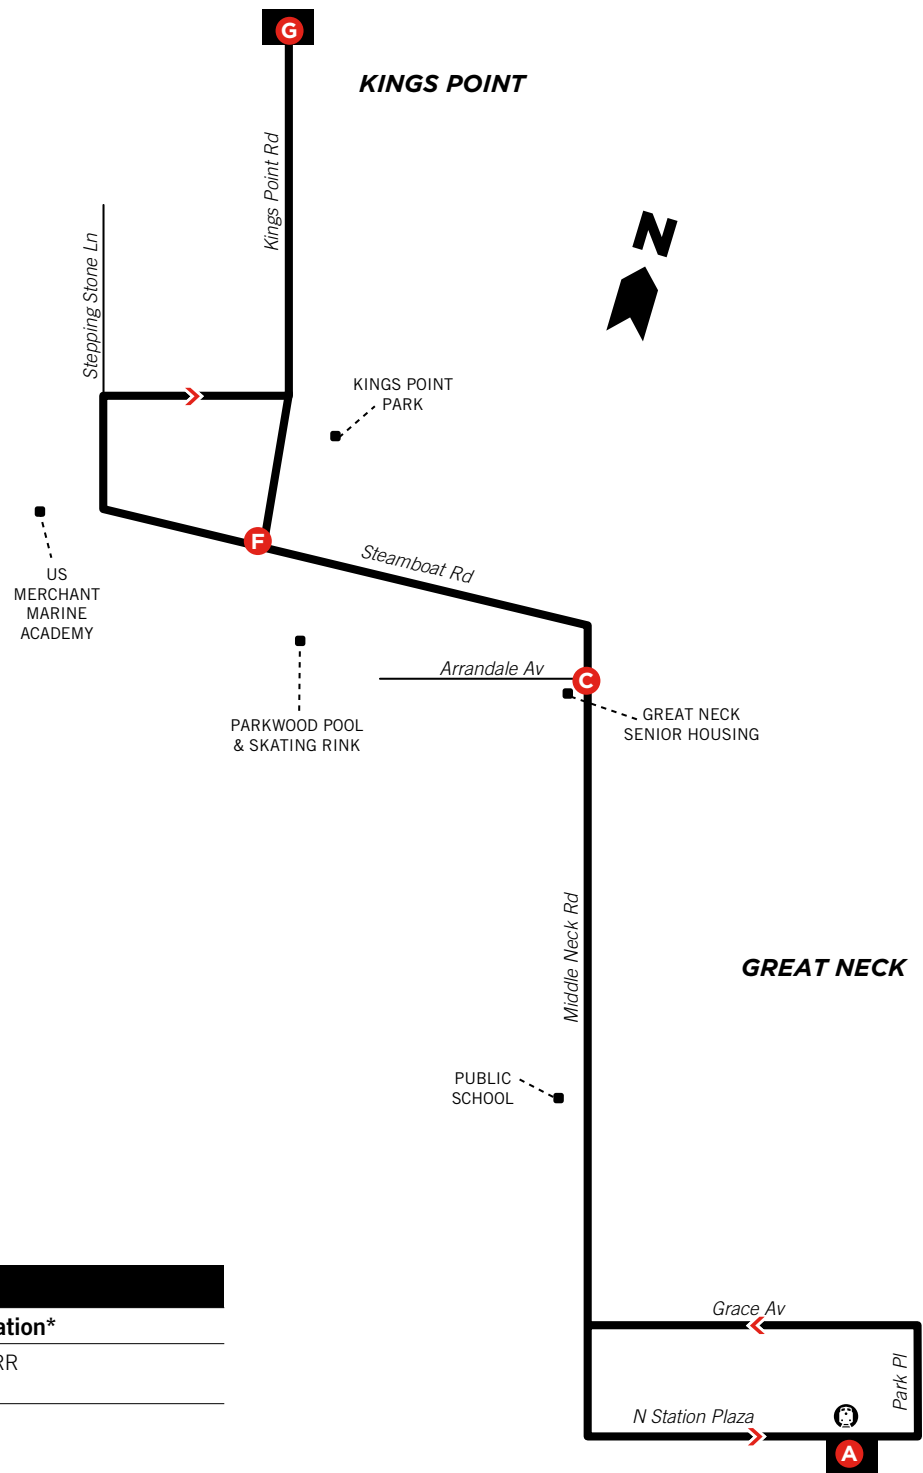 G
KINGS POINT
Kings Point Rd
N
Stepping Stone Ln
KINGS POINT
PARK
F
Steamboat Rd
US
MERCHANT
MARINE
ACADEMY
Arrandale Av
C
PARKWOOD POOL
& SKATING RINK
GREAT NECK
SENIOR HOUSING
Middle Neck Rd
GREAT NECK
PUBLIC
SCHOOL
ation*
RR
Grace Av
Park Pl
N Station Plaza
A